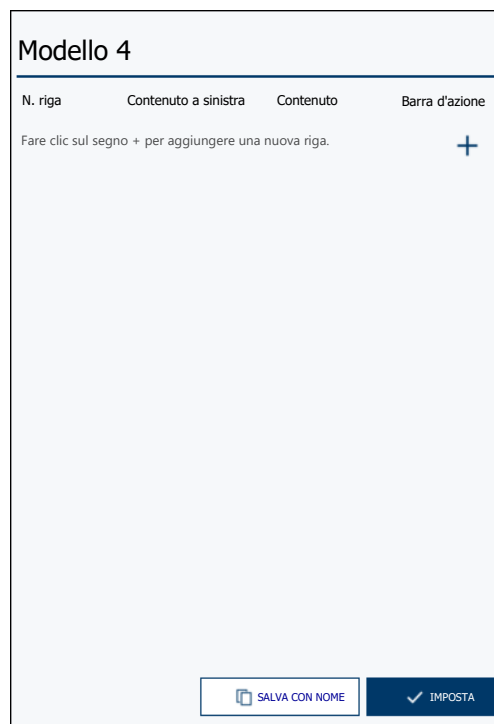 Modello 4
N. riga Contenuto a sinistra Contenuto Barra d'azione
Fare clic sul segno + per aggiungere una nuova riga.
SALVA CON NOME IMPOSTA